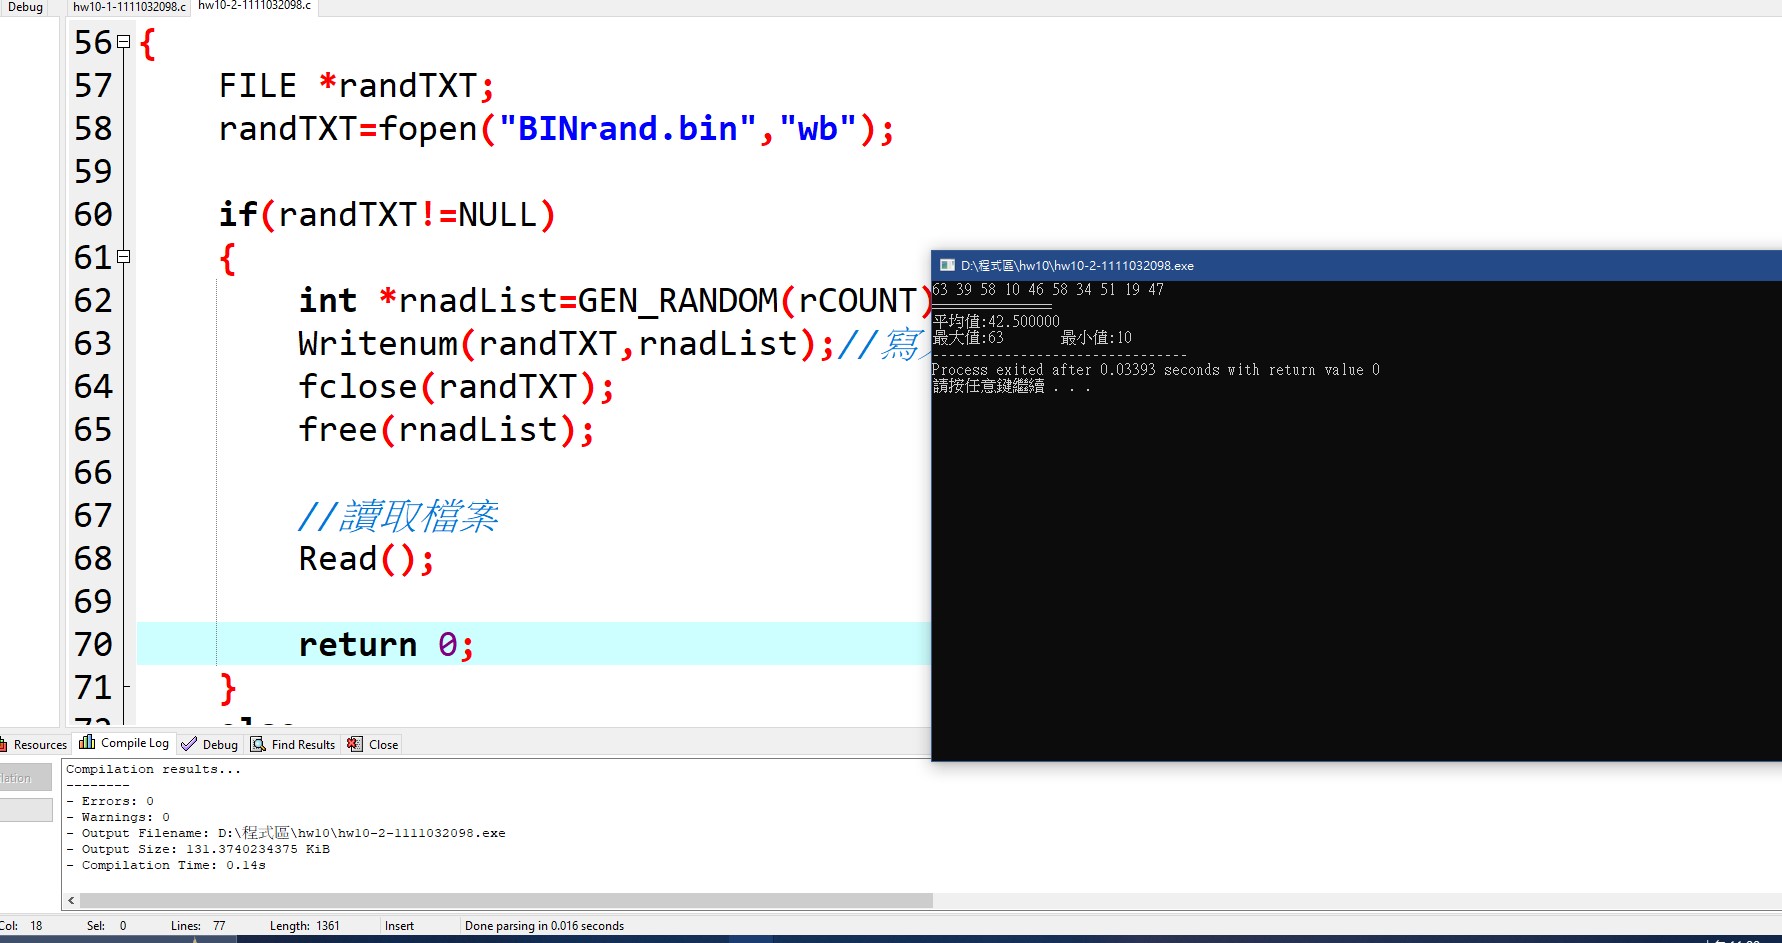 Debug
hw10-1-1111032098.c hw10-2-1111032098.c
56 {
57 FILE *randTXT;
58 randTXT=fopen("BINrand.bin","wb");
59
60 if(randTXT!=NULL)
61 {
62 int *rnadList=GEN_RANDOM(rCOUNT)
63 Writenum(randTXT,rnadList);//寫
64 fclose(randTXT);
65 free(rnadList);
66
67 //讀取檔案
68 Read();
69
70 return 0;
71 }
D:\程式區\hw10\hw10-2-1111032098.exe
63 39 58 10 46 58 34 51 19 47
===============
平均值:42.500000
最大值:63 最小值:10
--------------------------------
Process exited after 0.03393 seconds with return value 0
請按任意鍵繼續 . . .
Resources Compile Log Debug Find Results Close
Compilation results...
--------
- Errors: 0
- Warnings: 0
- Output Filename: D:\程式區\hw10\hw10-2-1111032098.exe
- Output Size: 131.3740234375 KiB
- Compilation Time: 0.14s
Col: 18 Sel: 0 Lines: 77 Length: 1361 Insert Done parsing in 0.016 seconds